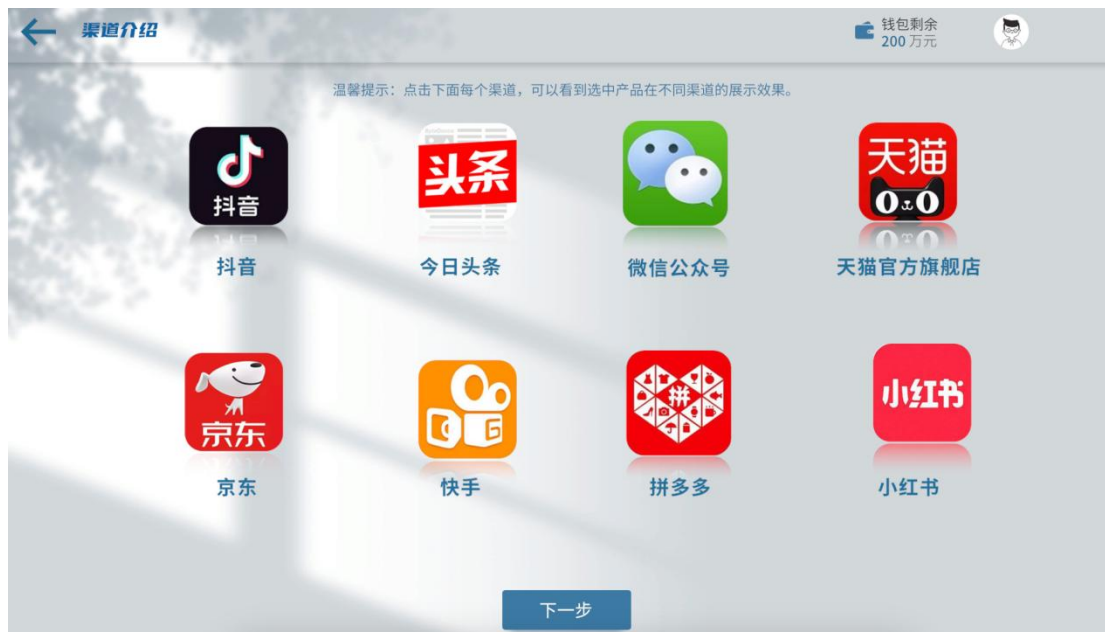 渠道介绍
钱包剩余
200 万元
温馨提示：点击下面每个渠道，可以看到选中产品在不同渠道的展示效果。
抖音
头条
天猫
抖音
今日头条
微信公众号
天猫官方旗舰店
京东
拼
小红书
京东
快手
拼多多
小红书
下一步